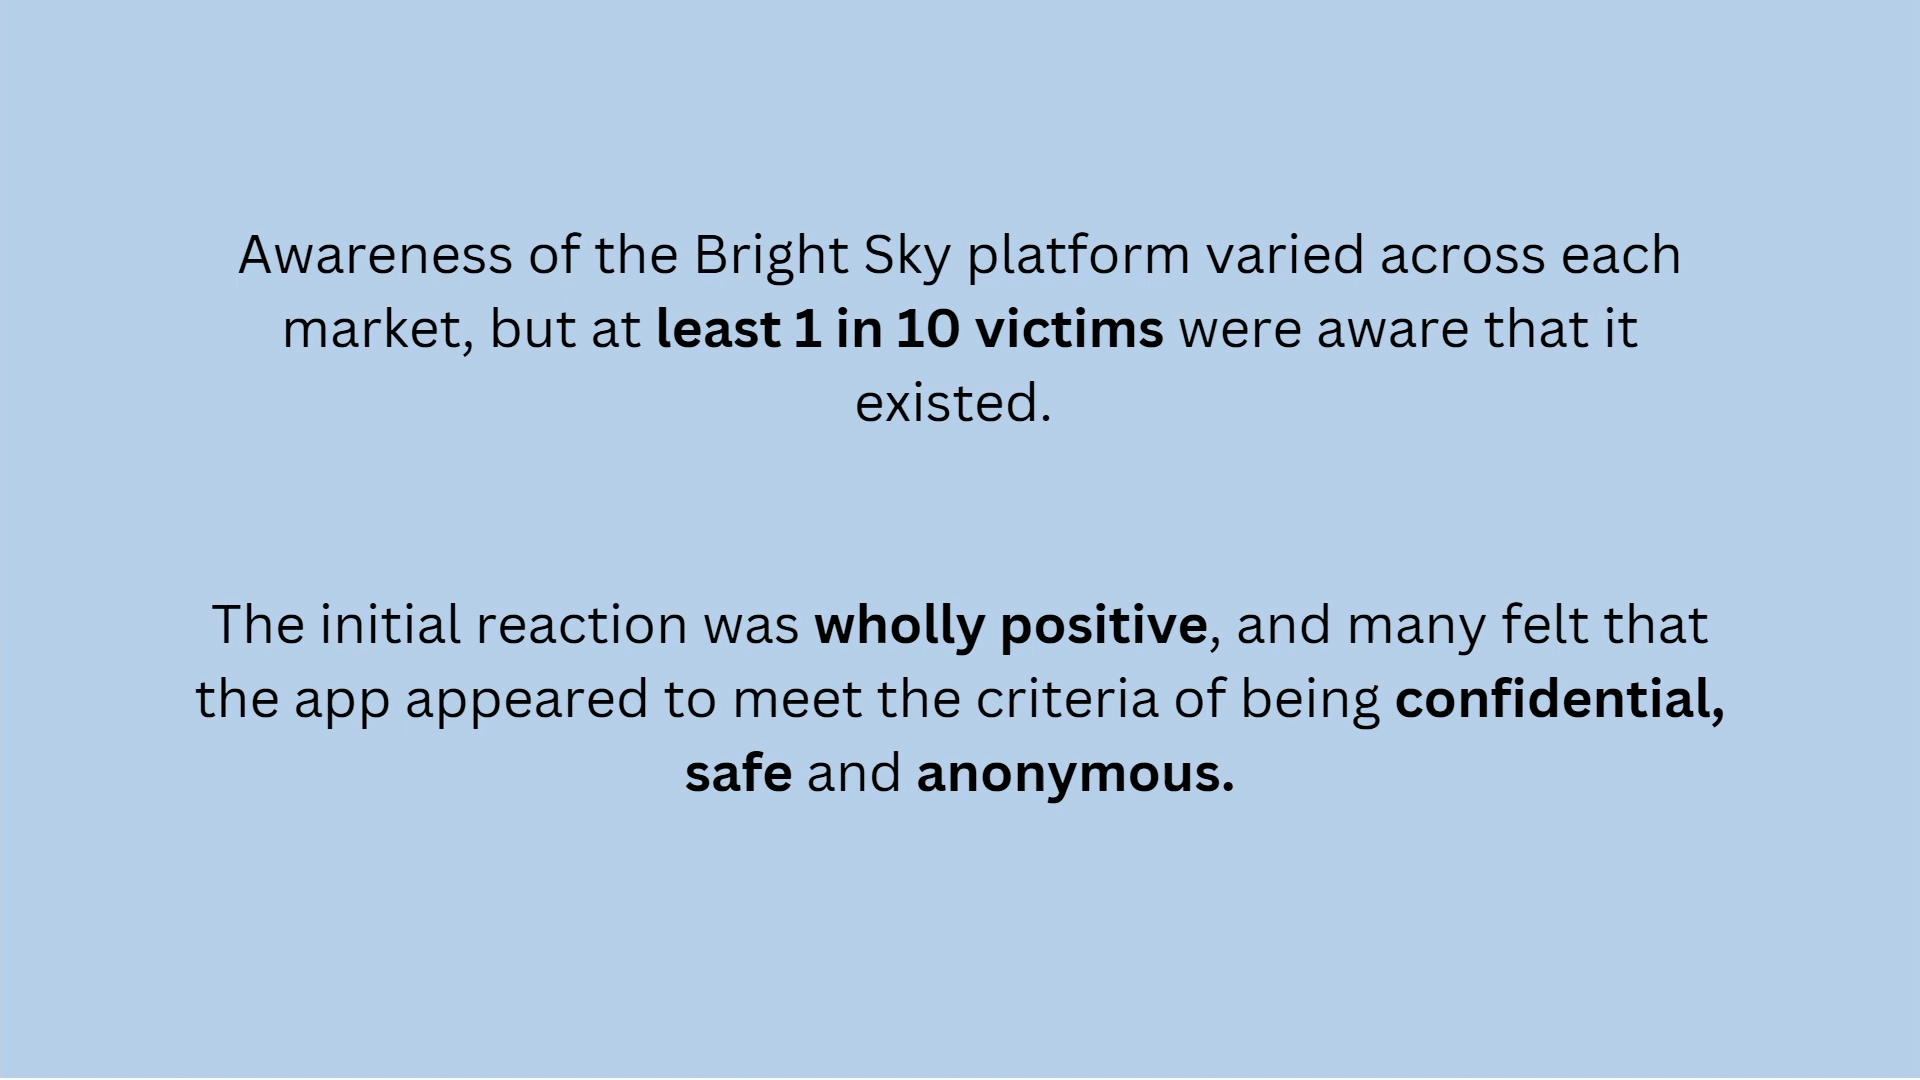 Awareness of the Bright Sky platform varied across each
market, but at least 1 in 10 victims were aware that it
existed.
The initial reaction was wholly positive, and many felt that
the app appeared to meet the criteria of being confidential,
safe and anonymous.